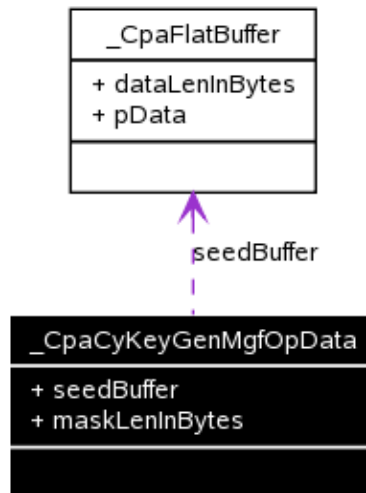 _CpaFlatBuffer
+ dataLenInBytes
+ pData
seedBuffer
_CpaCyKeyGenMgfOpData
+ seedBuffer
+ maskLenInBytes